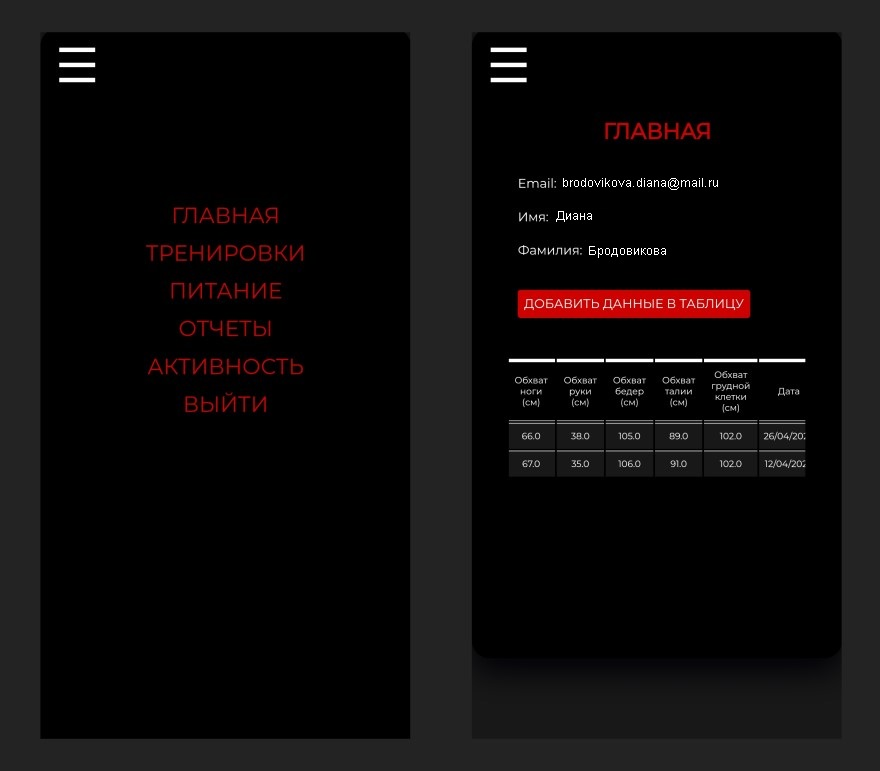 ГЛАВНАЯ
ТРЕНИРОВКИ
ПИТАНИЕ
ОТЧЕТЫ
АКТИВНОСТЬ
ВЫЙТИ
ГЛАВНАЯ
Email: brodovikova.diana@mail.ru
Имя: Диана
Фамилия: Бродовикова
ДОБАВИТЬ ДАННЫЕ В ТАБЛИЦУ
Обхват ноги (см) Обхват руки (см) Обхват бедер (см) Обхват талии (см) Обхват грудной клетки (см) Дата
66.0 38.0 105.0 89.0 102.0 26/04/202
67.0 35.0 106.0 91.0 102.0 12/04/202